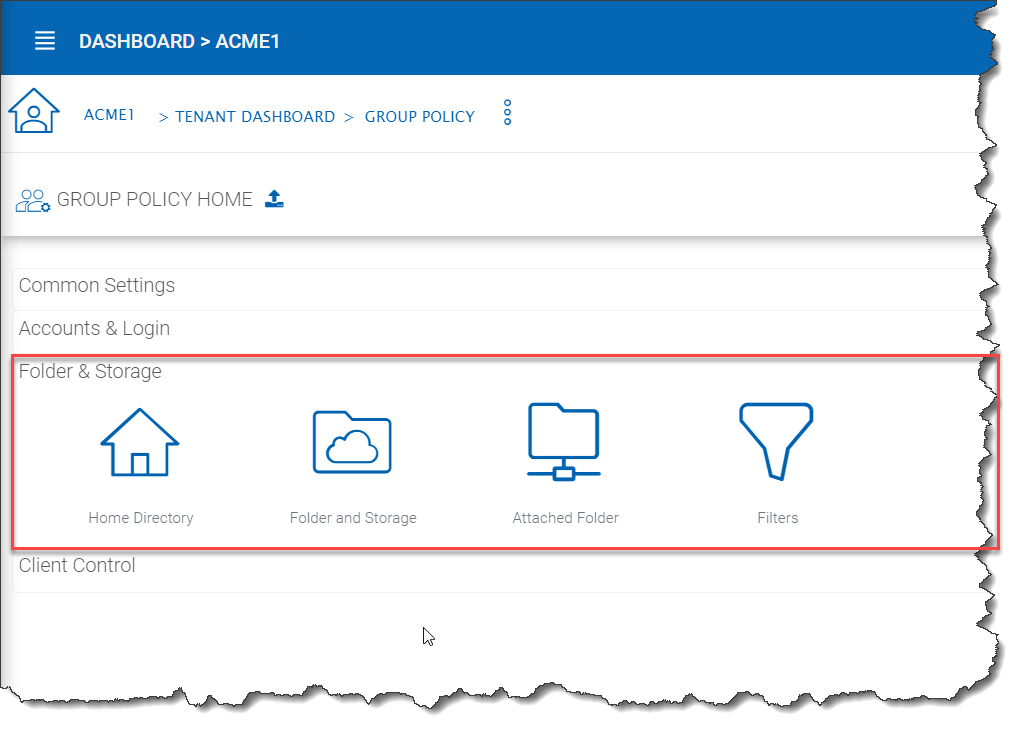 DASHBOARD > ACME1
ACME1 > TENANT DASHBOARD > GROUP POLICY
GROUP POLICY HOME
Common Settings
Accounts & Login
Folder & Storage
Home Directory Folder and Storage Attached Folder Filters
Client Control